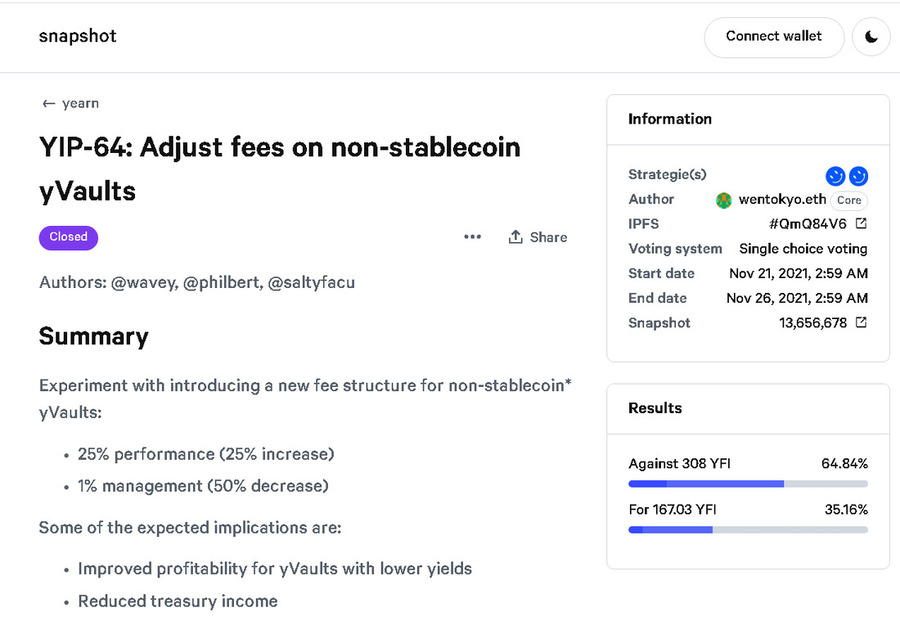 snapshot
Connect wallet
← yearn
YIP-64: Adjust fees on non-stablecoin
yVaults
Closed
••• Share
Authors: @wavey, @philbert, @saltyfacu
Summary
Experiment with introducing a new fee structure for non-stablecoin*
yVaults:
• 25% performance (25% increase)
• 1% management (50% decrease)
Some of the expected implications are:
• Improved profitability for yVaults with lower yields
• Reduced treasury income
Information
Strategie(s)
Author wentokyo.eth Core
IPFS #QmQ84V6
Voting system Single choice voting
Start date Nov 21, 2021, 2:59 AM
End date Nov 26, 2021, 2:59 AM
Snapshot 13,656,678
Results
Against 308 YFI 64.84%
For 167.03 YFI 35.16%